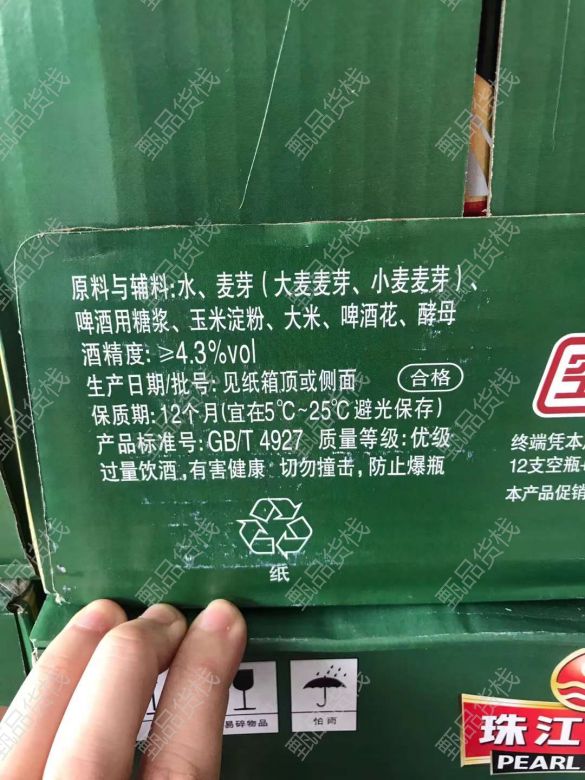 原料与辅料:水、麦芽(大麦麦芽、小麦麦芽)、
啤酒用糖浆、玉米淀粉、大米、啤酒花、酵母
酒精度: ≥4.3%vol
生产日期/批号: 见纸箱顶或侧面 合格
保质期: 12个月(宜在5℃~25℃避光保存)
产品标准号: GB/T 4927 质量等级: 优级
过量饮酒,有害健康 切勿撞击,防止爆瓶
纸
终端凭本
12支空瓶
本产品促销
易碎物品
怕雨
珠江
PEARL
甄品货栈